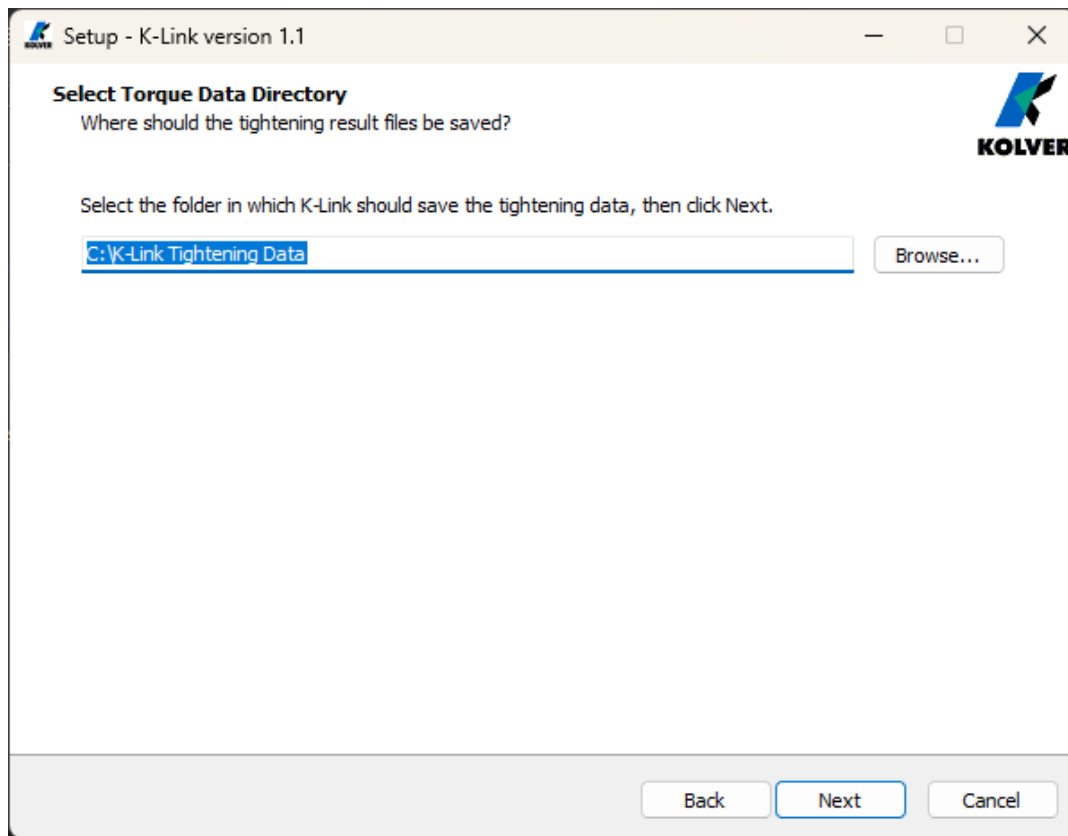 KOLVER
Setup - K-Link version 1.1
Select Torque Data Directory
Where should the tightening result files be saved?
KOLVER
Select the folder in which K-Link should save the tightening data, then click Next.
C:\K-Link Tightening Data
Browse...
Back
Next
Cancel